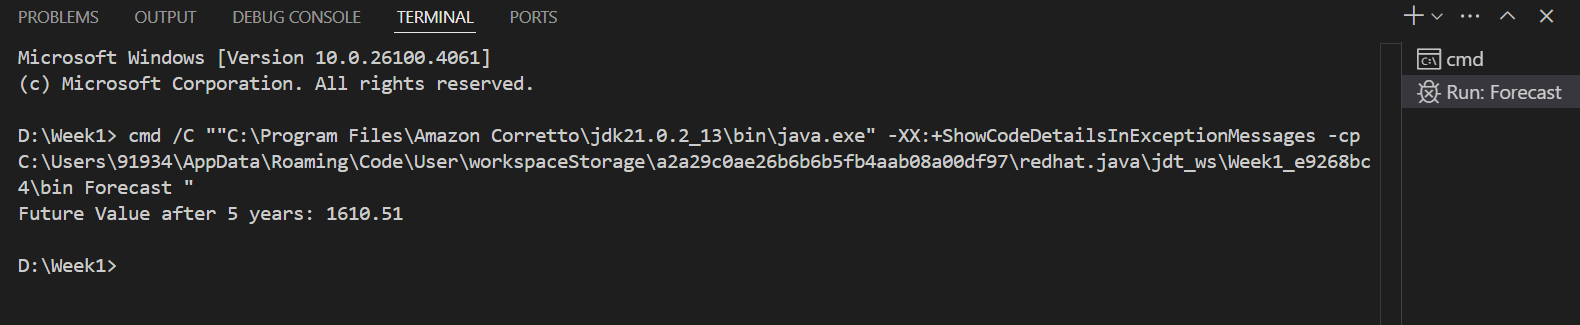 PROBLEMS OUTPUT DEBUG CONSOLE TERMINAL PORTS
Microsoft Windows [Version 10.0.26100.4061]
(c) Microsoft Corporation. All rights reserved.
D:\Week1> cmd /C ""C:\Program Files\Amazon Corretto\jdk21.0.2_13\bin\java.exe" -XX:+ShowCodeDetailsInExceptionMessages -cp
C:\Users\91934\AppData\Roaming\Code\User\workspaceStorage\a2a29c0ae26b6b6b5fb4aab08a00df97\redhat.java\jdt_ws\Week1_e9268bc
4\bin Forecast "
Future Value after 5 years: 1610.51
D:\Week1>
cmd
Run: Forecast